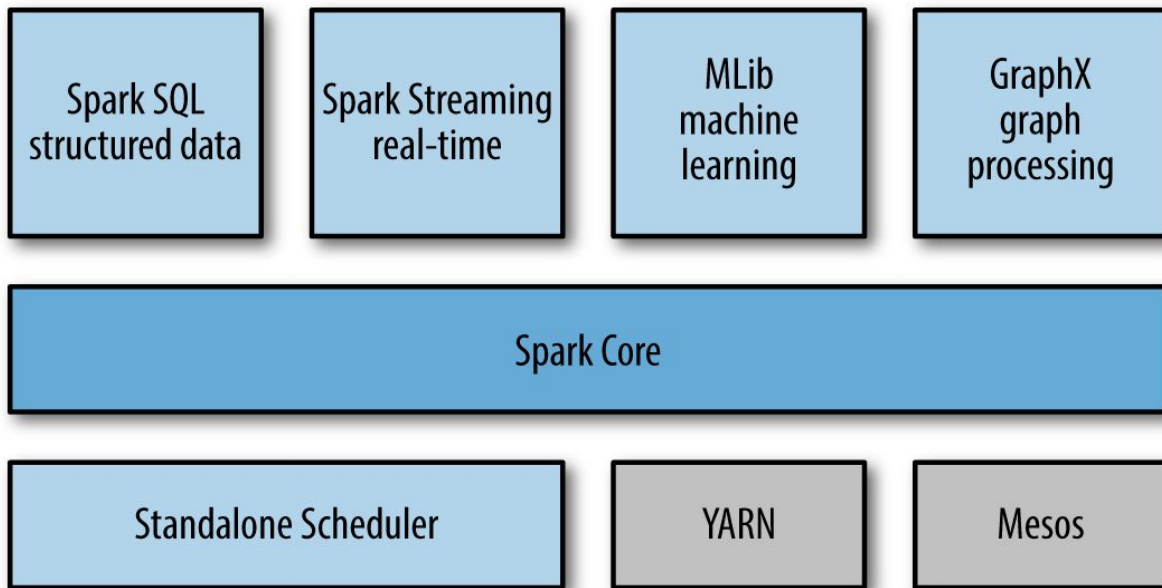 Spark SQL
structured data
Spark Streaming
real-time
MLib
machine
learning
GraphX
graph
processing
Spark Core
Standalone Scheduler
YARN
Mesos